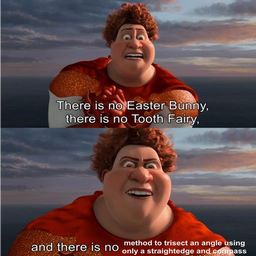 There is no Easter Bunny,
there is no Tooth Fairy,
and there is no method to trisect an angle using
only a straightedge and compass